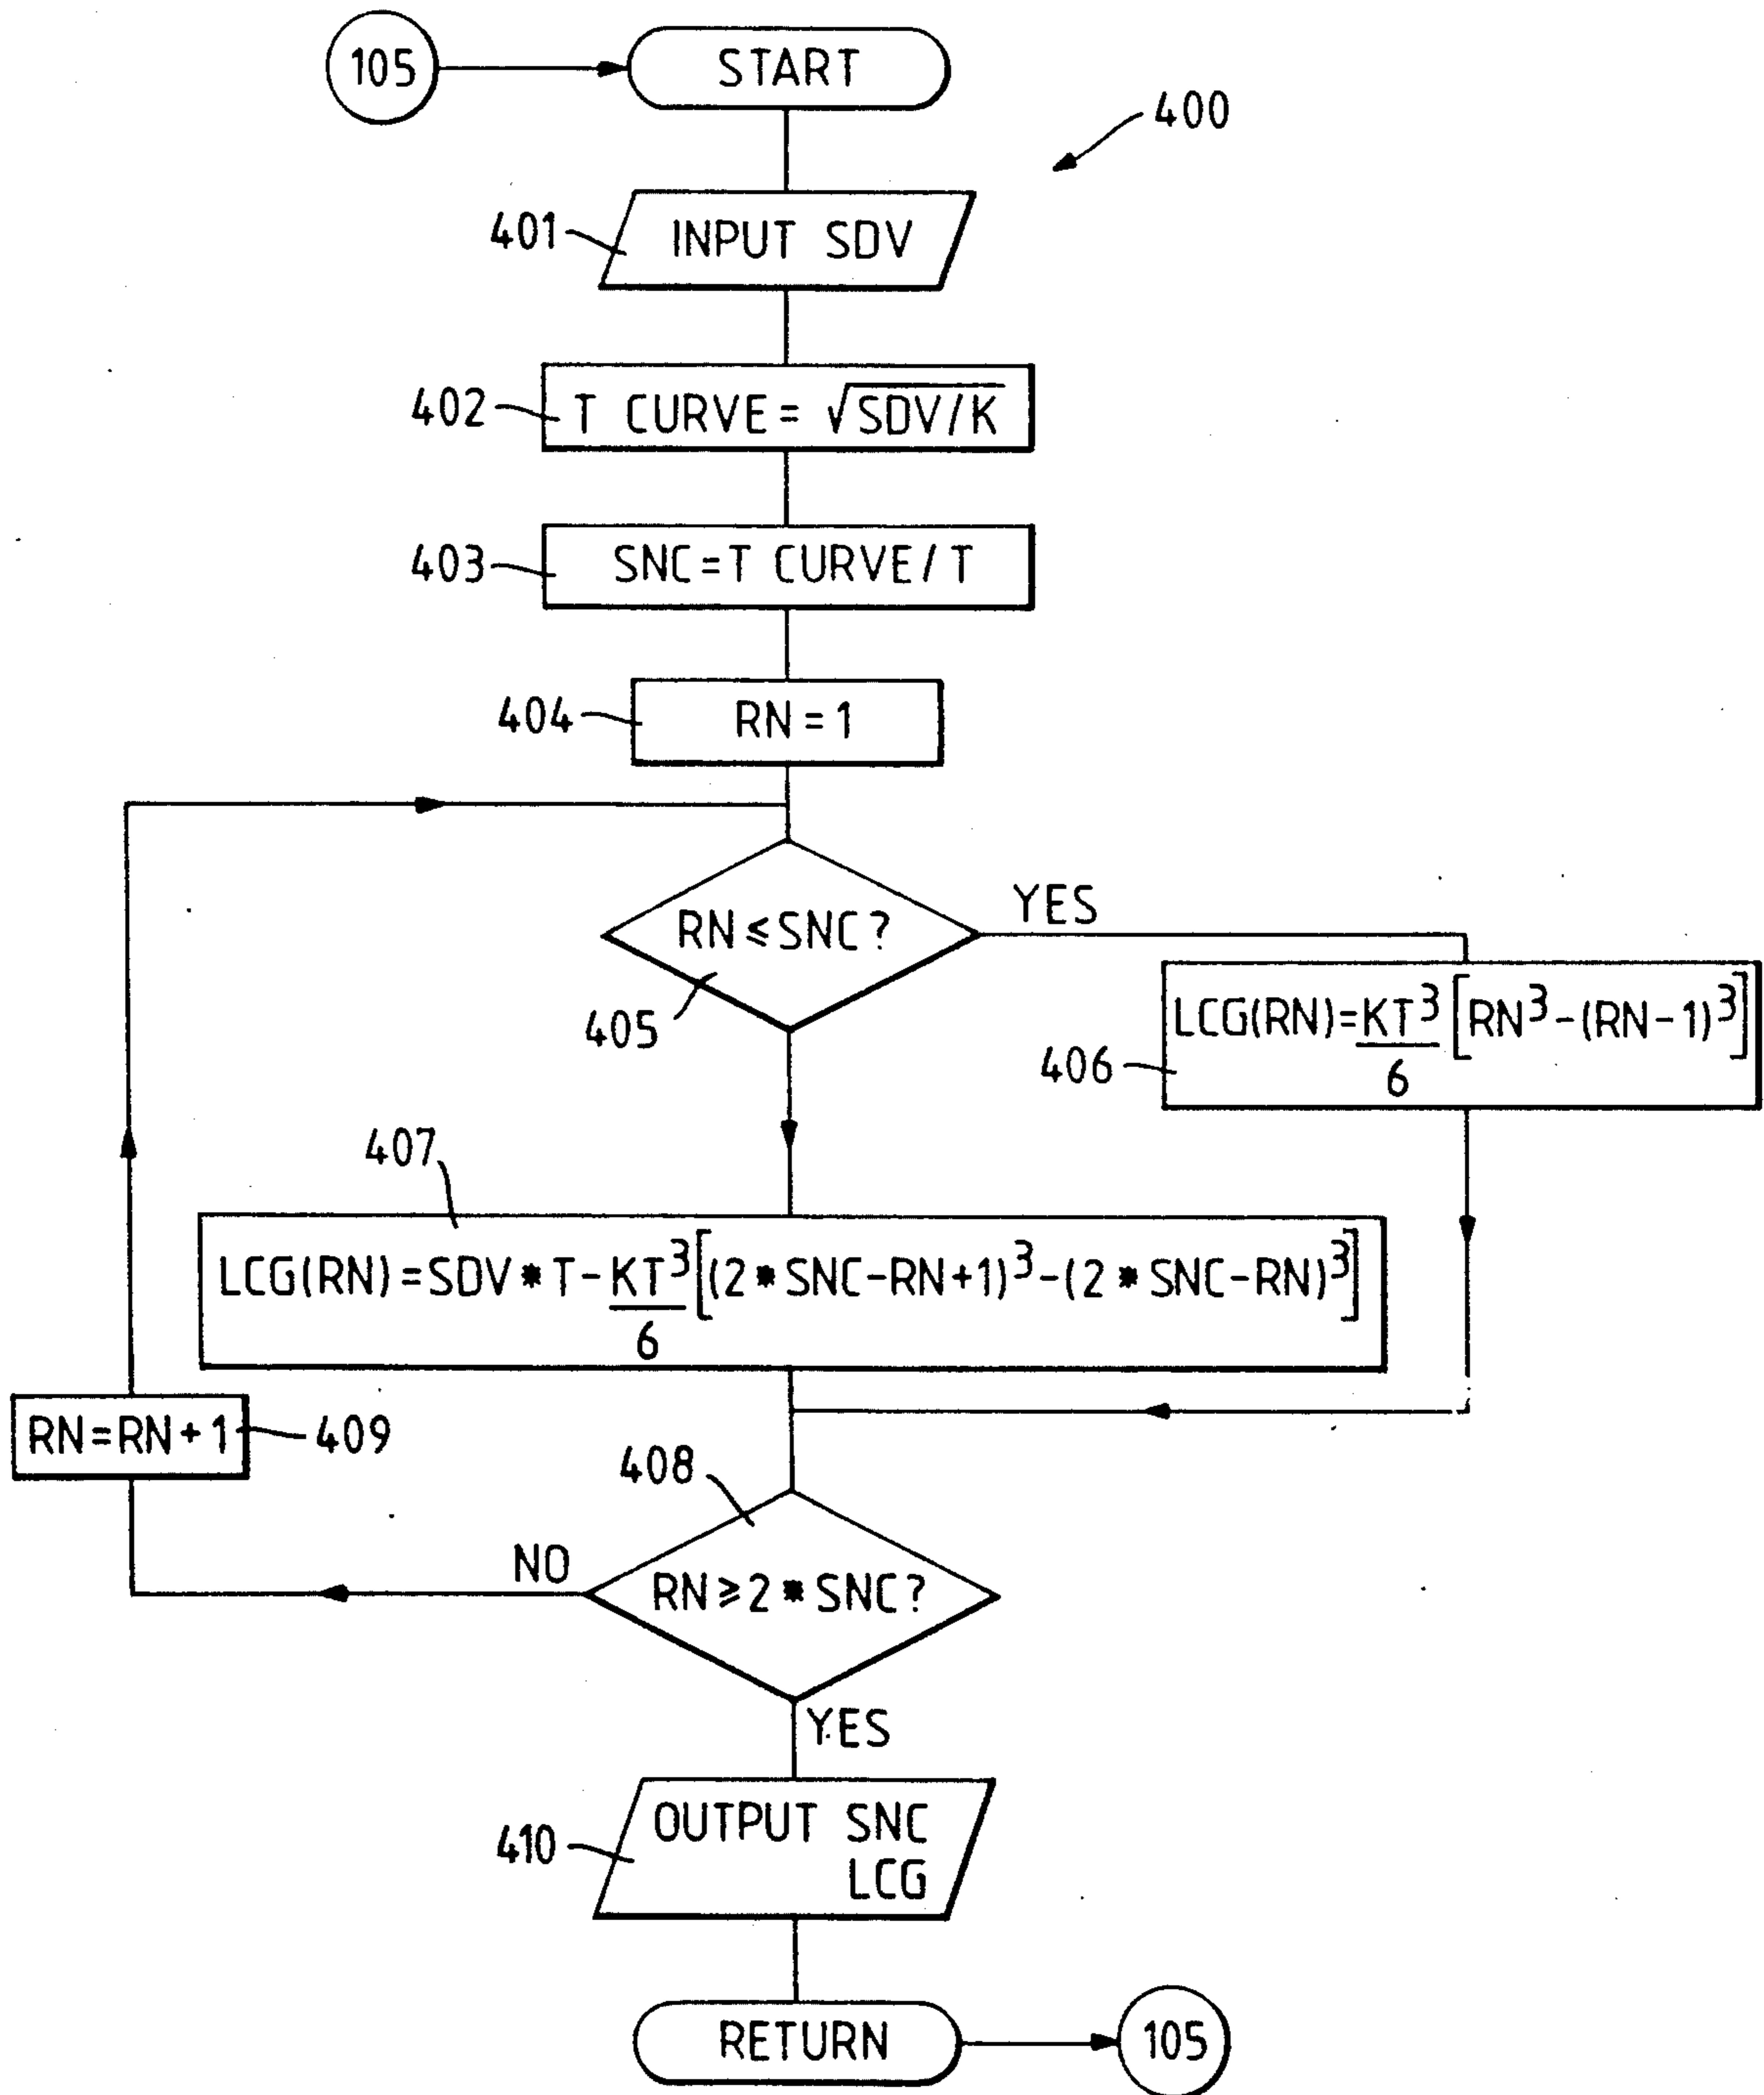 105
START
400
401
INPUT SDV
402
T CURVE = √SDV/K
403
SNC=T CURVE/T
404
RN=1
RN≤SNC?
YES
405
LCG(RN)=KT³/6[RN³-(RN-1)³]
406
407
LCG(RN)=SDV*T-KT³/6[(2*SNC-RN+1)³-(2*SNC-RN)³]
RN=RN+1
409
408
NO
RN≥2*SNC?
YES
410
OUTPUT SNC
LCG
RETURN
105